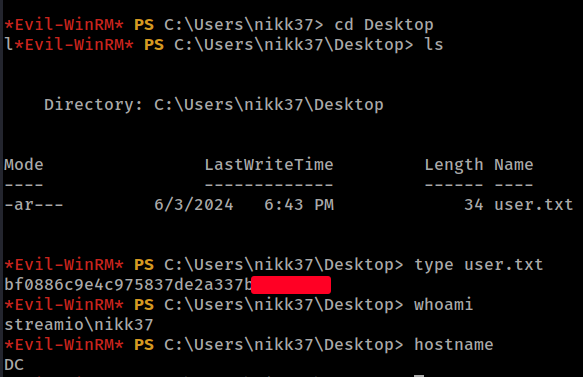 *Evil-WinRM* PS C:\Users\nikk37> cd Desktop
l*Evil-WinRM* PS C:\Users\nikk37\Desktop> ls
Directory: C:\Users\nikk37\Desktop
Mode LastWriteTime Length Name
---- ------------- ------ ----
-ar--- 6/3/2024 6:43 PM 34 user.txt
*Evil-WinRM* PS C:\Users\nikk37\Desktop> type user.txt
bf0886c9e4c975837de2a337b
*Evil-WinRM* PS C:\Users\nikk37\Desktop> whoami
streamio\nikk37
*Evil-WinRM* PS C:\Users\nikk37\Desktop> hostname
DC